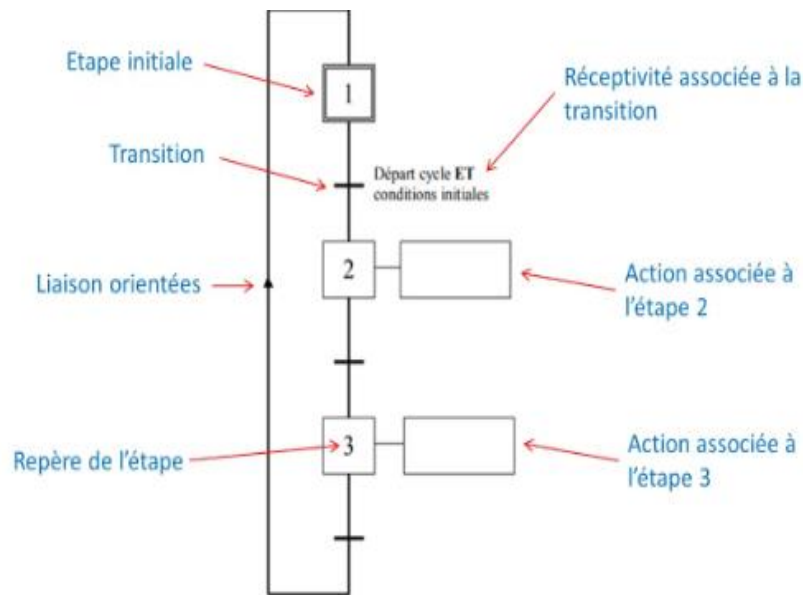 Etape initiale
1
Réceptivité associée à la
transition
Transition
Départ cycle ET
conditions initiales
2
Liaison orientées
Action associée à
l'étape 2
3
Repère de l'étape
Action associée à
l'étape 3